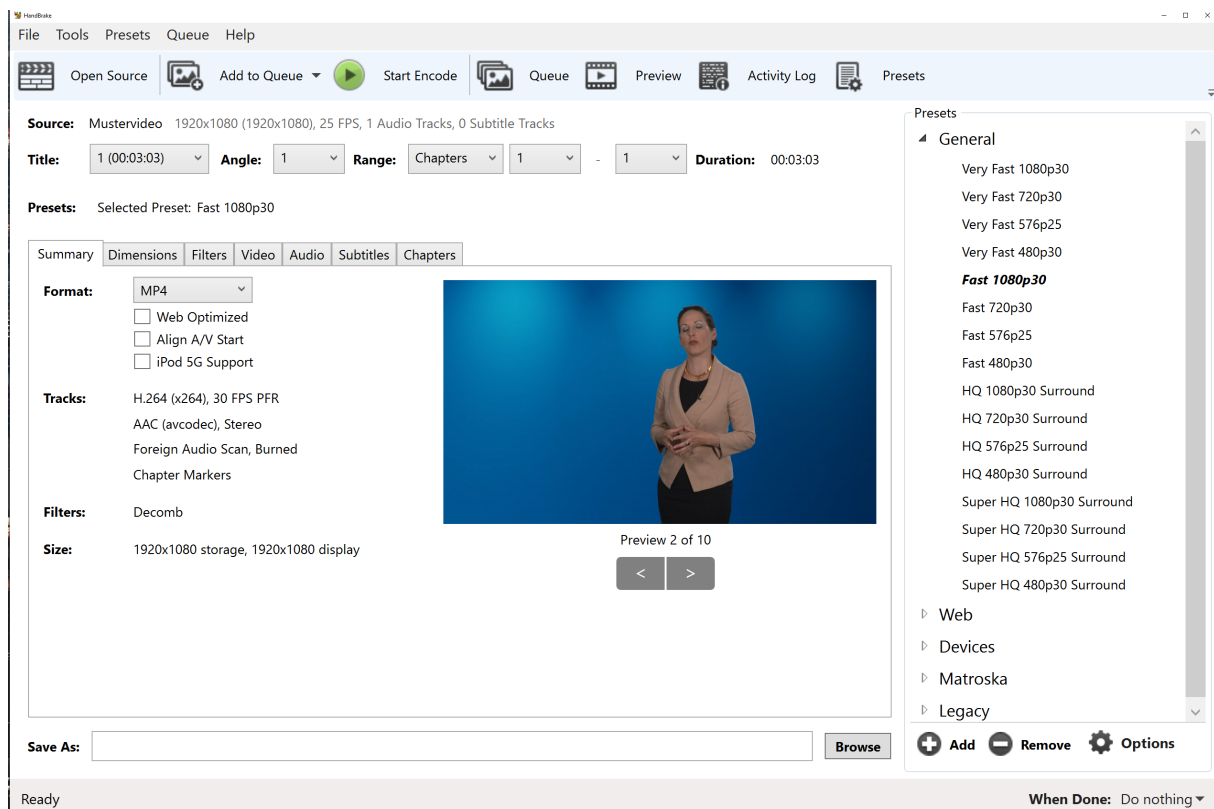 HandBrake
File Tools Presets Queue Help
Open Source Add to Queue Start Encode Queue Preview Activity Log Presets
Source: Mustervideo 1920x1080 (1920x1080), 25 FPS, 1 Audio Tracks, 0 Subtitle Tracks
Title: 1 (00:03:03) Angle: 1 Range: Chapters 1 - 1 Duration: 00:03:03
Presets: Selected Preset: Fast 1080p30
Summary Dimensions Filters Video Audio Subtitles Chapters
Format: MP4
Web Optimized
Align A/V Start
iPod 5G Support
Tracks: H.264 (x264), 30 FPS PFR
AAC (avcodec), Stereo
Foreign Audio Scan, Burned
Chapter Markers
Filters: Decomb
Size: 1920x1080 storage, 1920x1080 display
Preview 2 of 10
< >
Save As: Browse
Presets
General
Very Fast 1080p30
Very Fast 720p30
Very Fast 576p25
Very Fast 480p30
Fast 1080p30
Fast 720p30
Fast 576p25
Fast 480p30
HQ 1080p30 Surround
HQ 720p30 Surround
HQ 576p25 Surround
HQ 480p30 Surround
Super HQ 1080p30 Surround
Super HQ 720p30 Surround
Super HQ 576p25 Surround
Super HQ 480p30 Surround
Web
Devices
Matroska
Legacy
Add Remove Options
Ready When Done: Do nothing